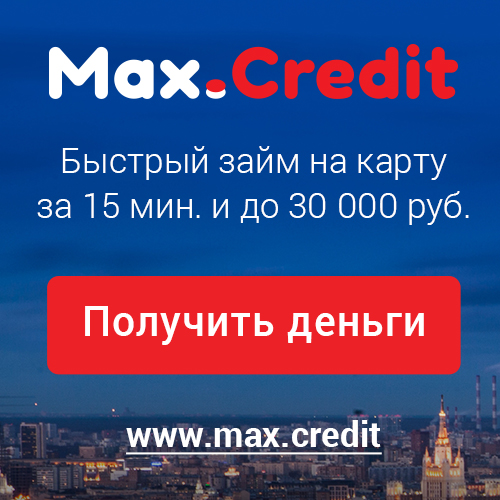 Max.Credit
Быстрый займ на карту
за 15 мин. и до 30 000 руб.
Получить деньги
www.max.credit